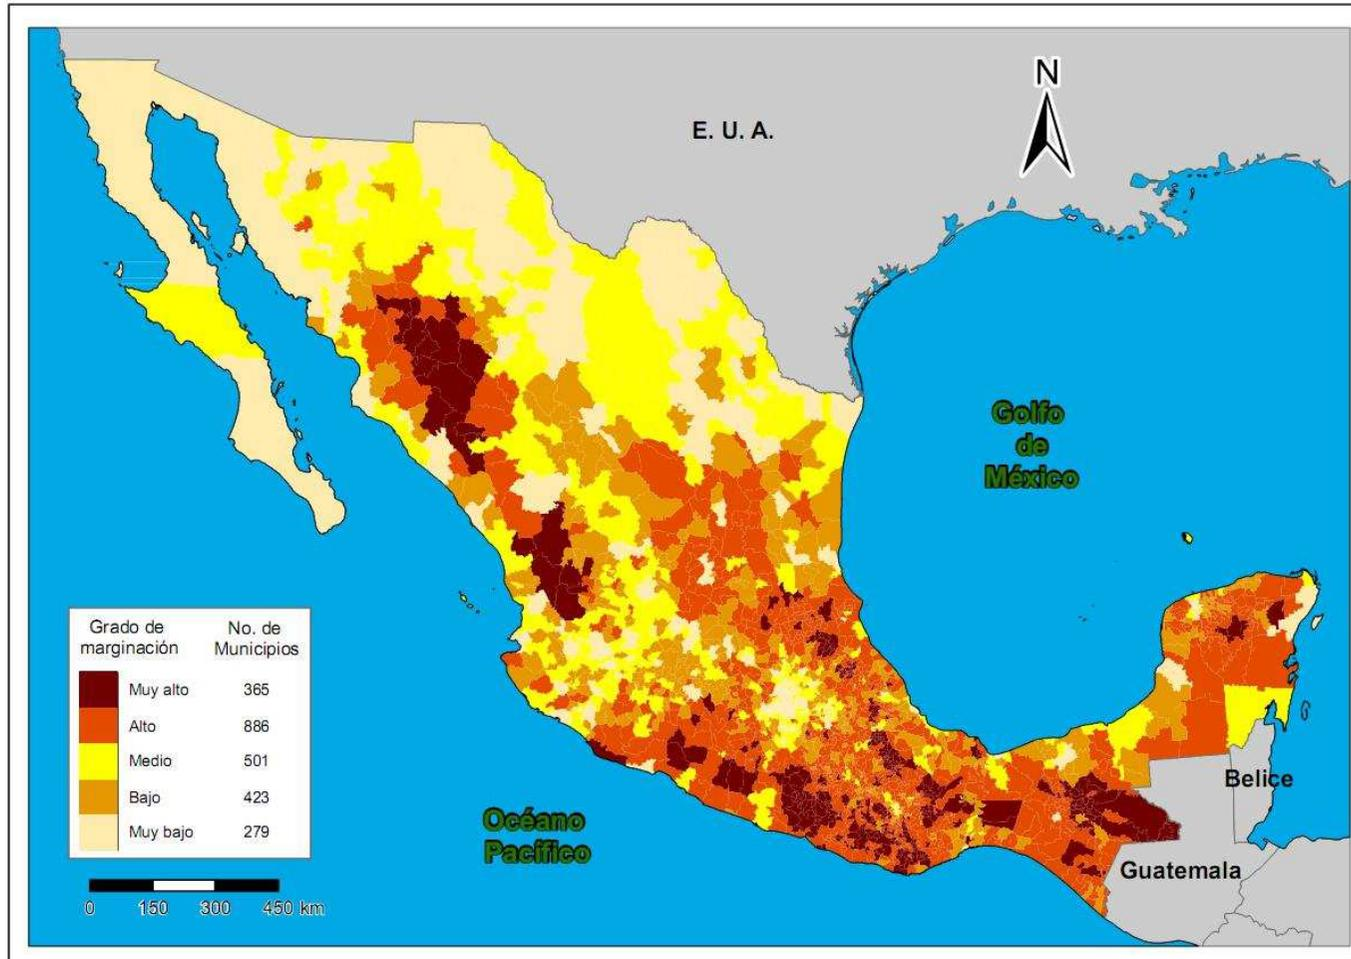 N
E. U. A.
Golfo
de
México
Grado de
marginación
No. de
Municipios
Muy alto 365
Alto 886
Medio 501
Bajo 423
Muy bajo 279
0 150 300 450 km
Océano
Pacífico
Belice
Guatemala